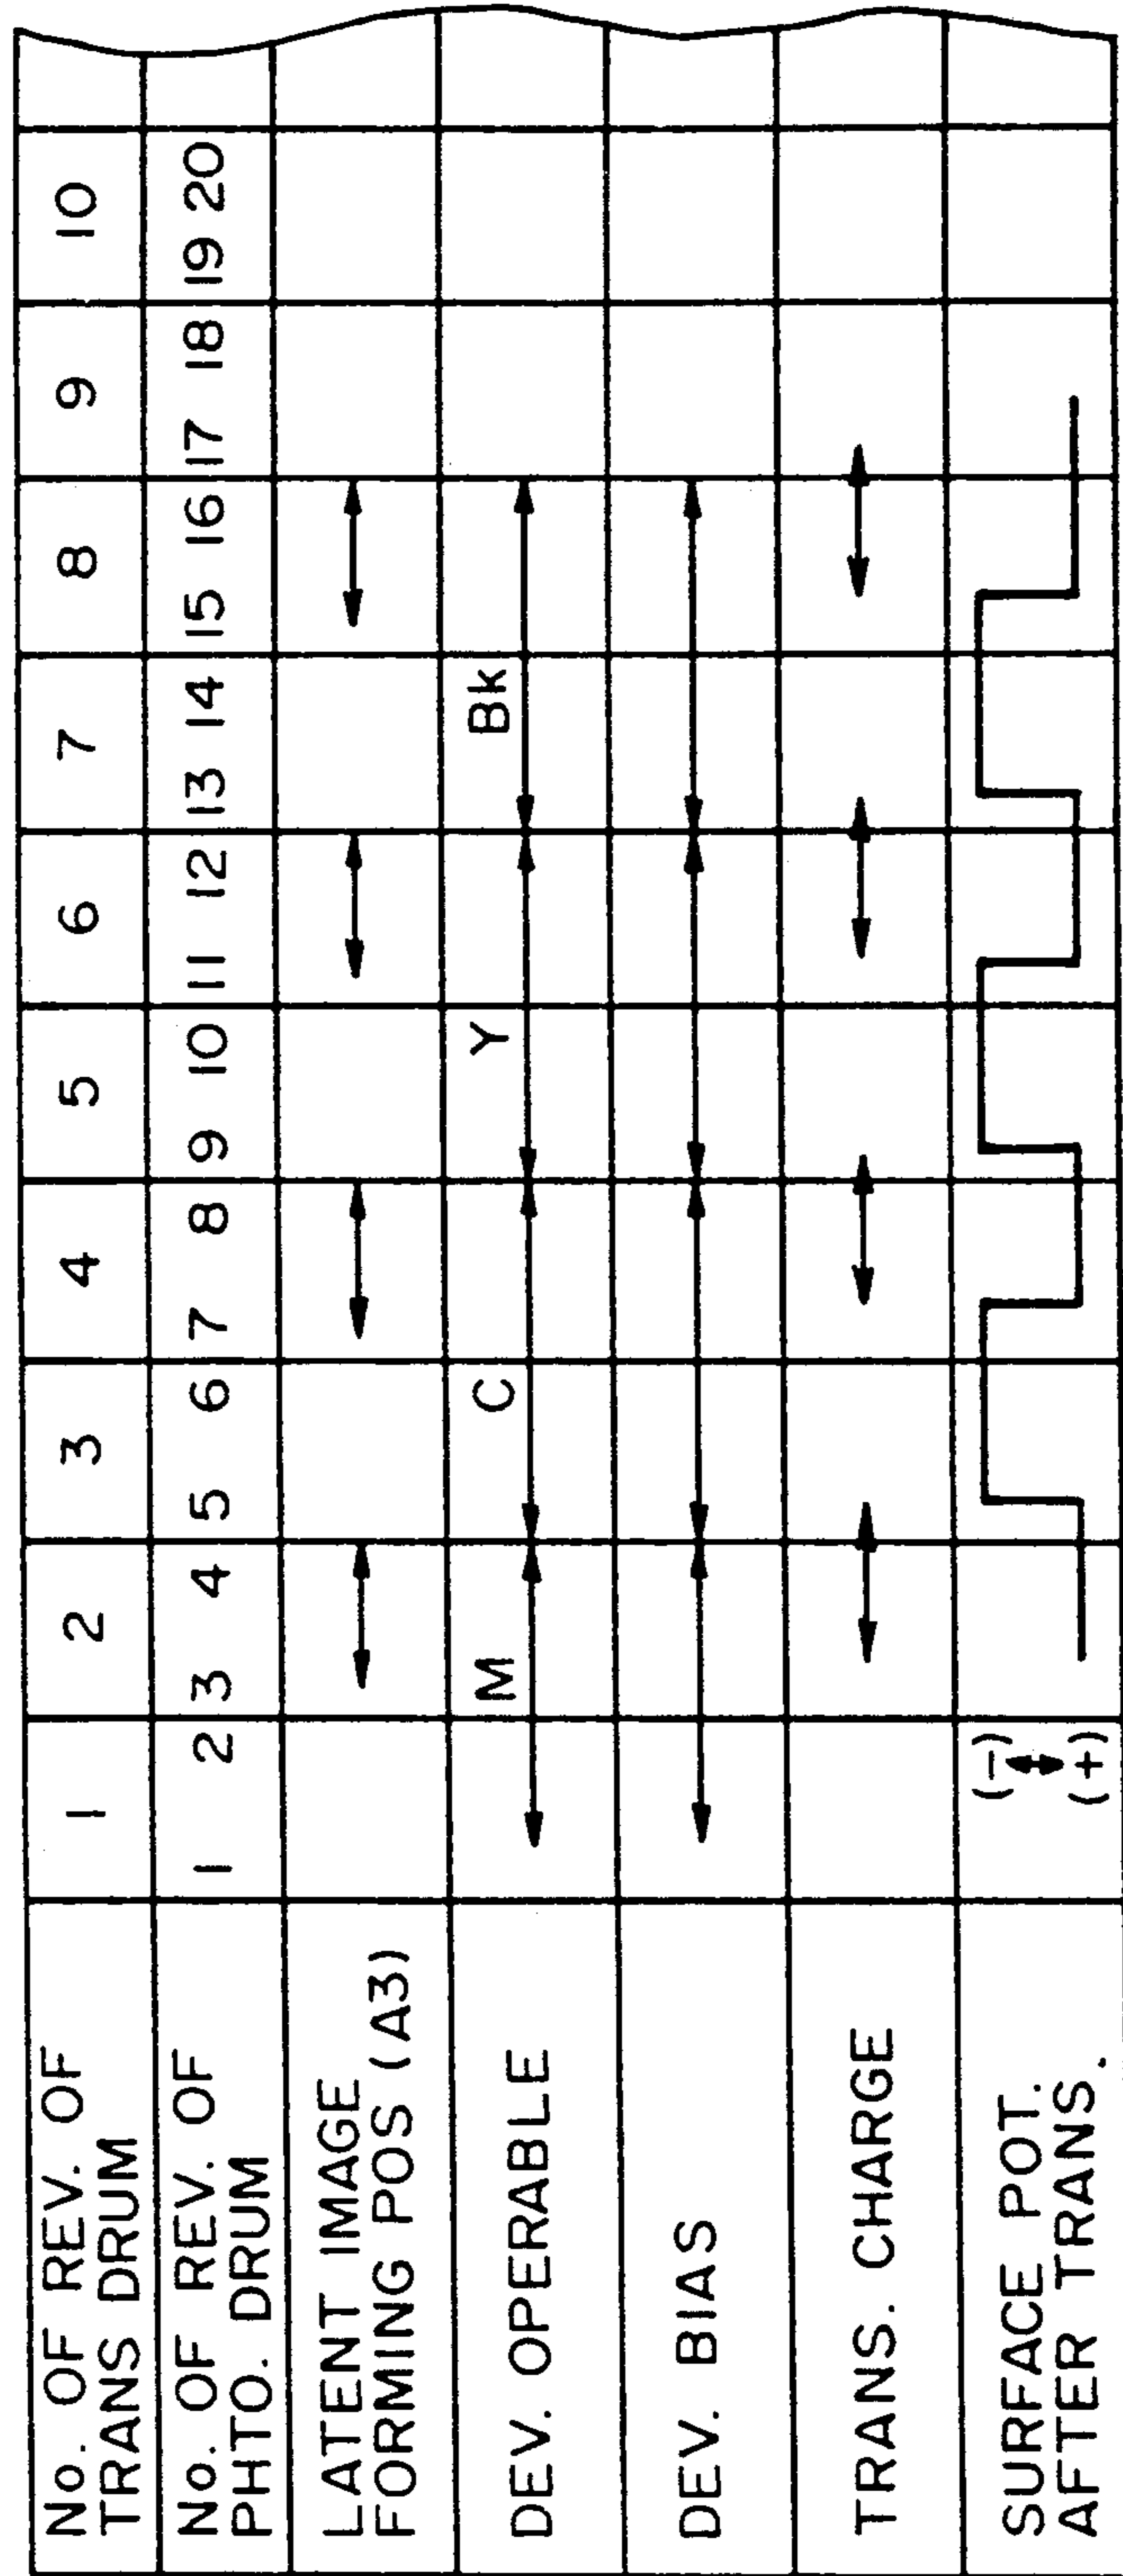 No. OF REV. OF
TRANS DRUM
1 2 3 4 5 6 7 8 9 10
No. OF REV. OF
PHTO. DRUM
1 2 3 4 5 6 7 8 9 10 11 12 13 14 15 16 17 18 19 20
LATENT IMAGE
FORMING POS (A3)
DEV. OPERABLE
M C Y Bk
DEV. BIAS
TRANS. CHARGE
SURFACE POT.
AFTER TRANS.
(-)
(+)